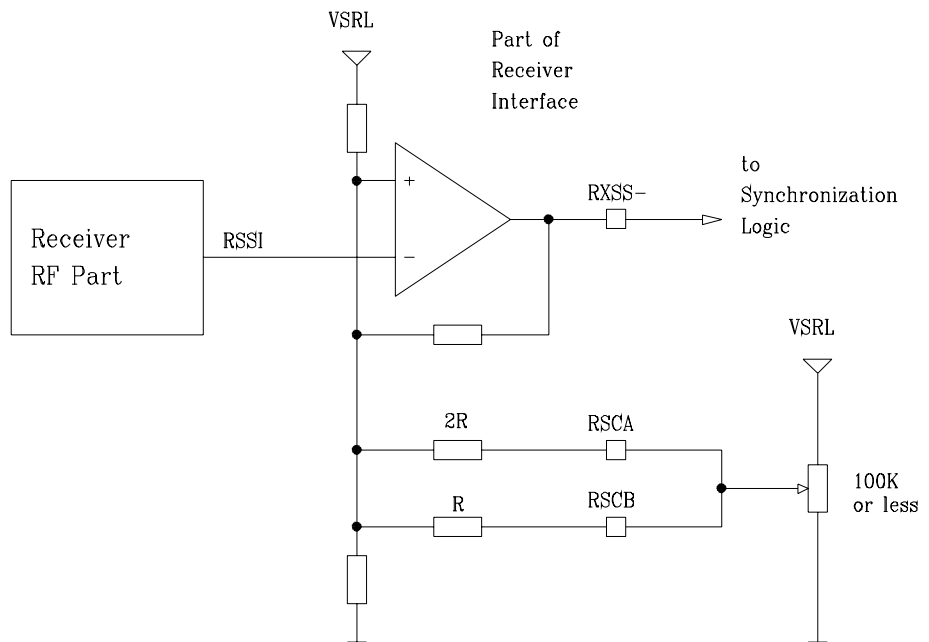 VSRL
Part of
Receiver
Interface
+
−
Receiver
RF Part
RSSI
RXSS−
to
Synchronization
Logic
VSRL
2R
RSCA
R
RSCB
100K
or less